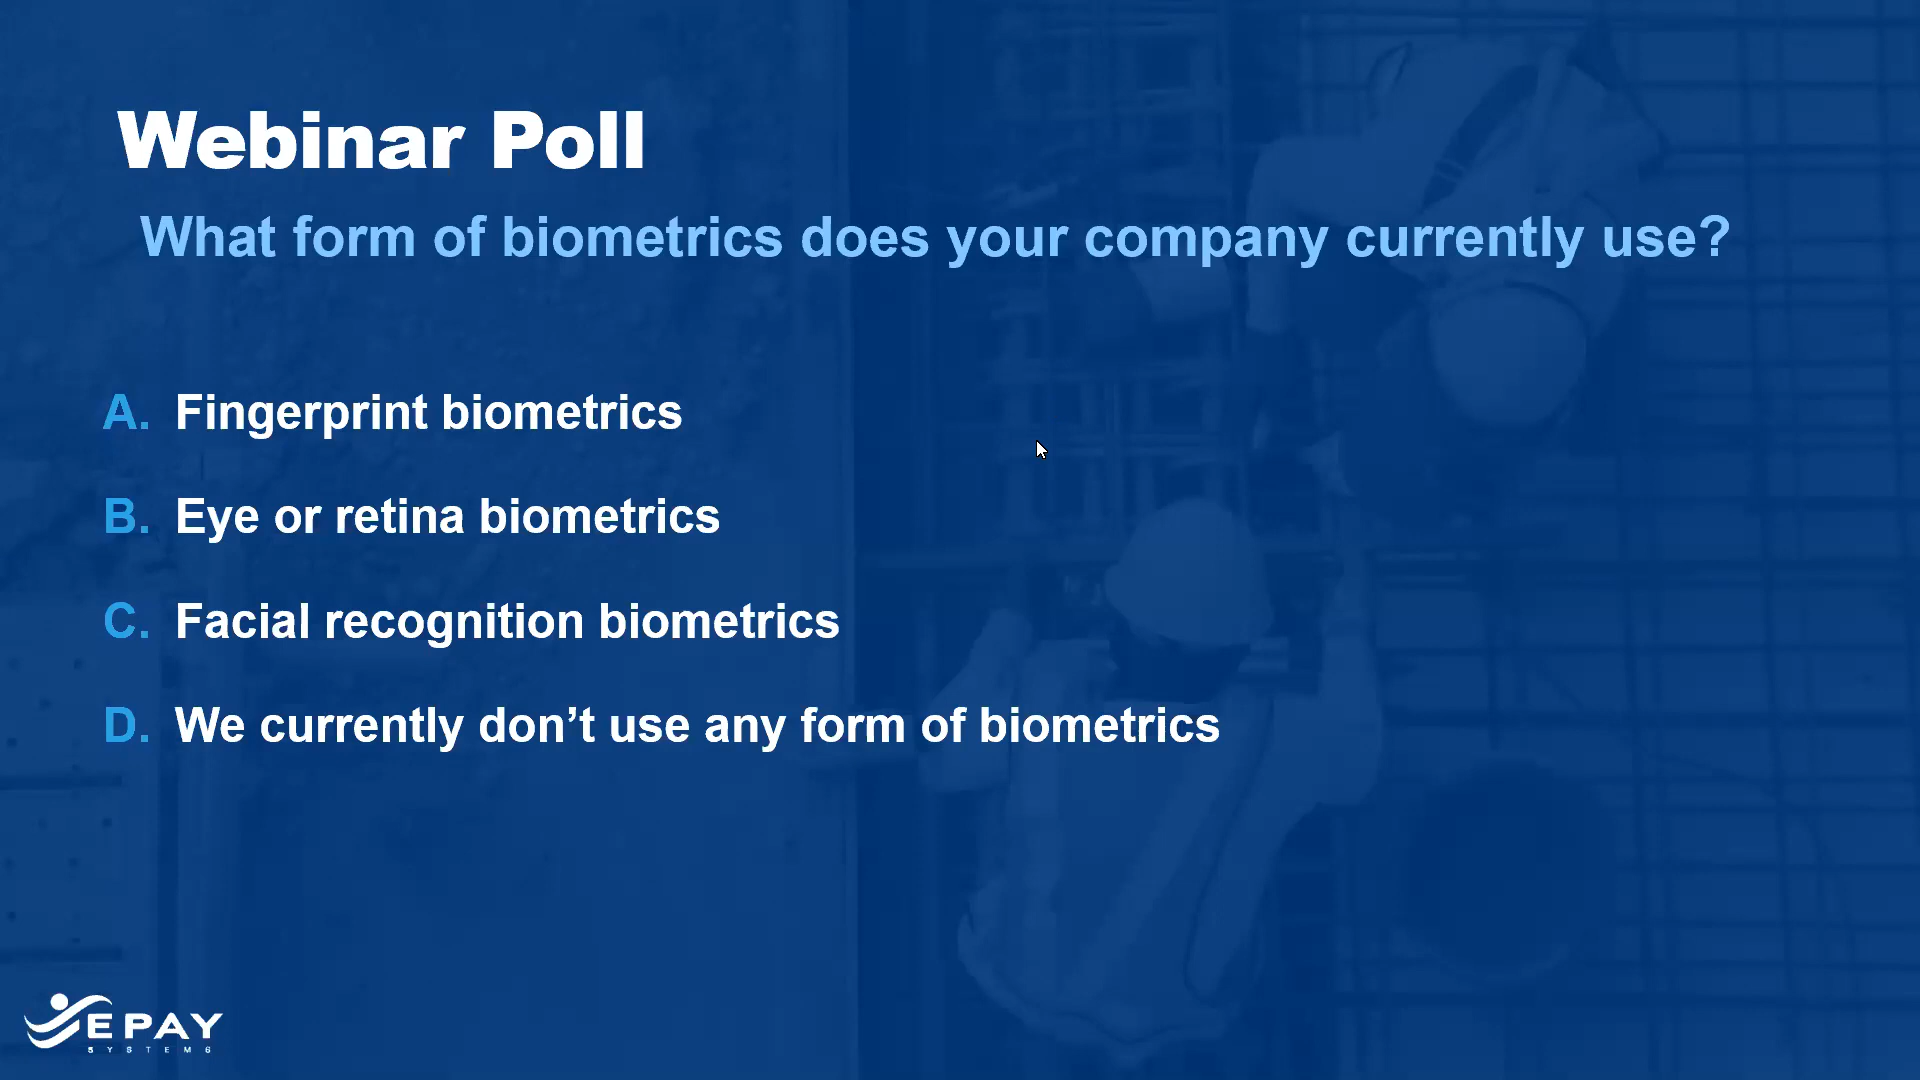 Webinar Poll
What form of biometrics does your company currently use?
A. Fingerprint biometrics
B. Eye or retina biometrics
C. Facial recognition biometrics
D. We currently don’t use any form of biometrics
EPAY
SYSTEMS